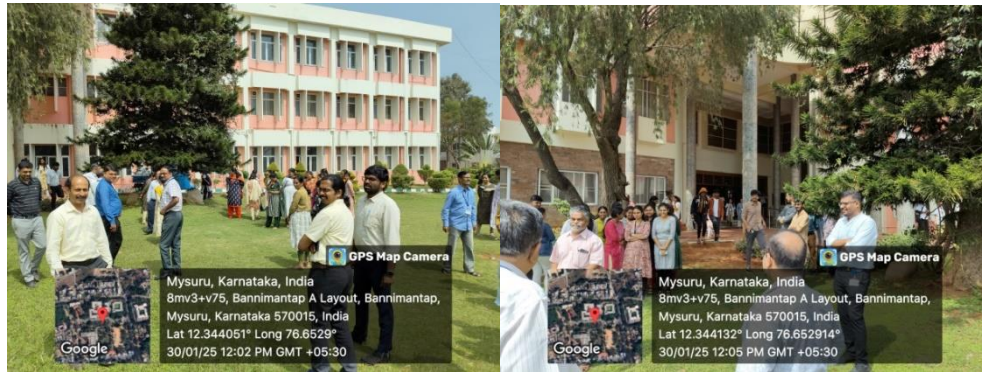 GPS Map Camera
Mysuru, Karnataka, India
8mv3+v75, Bannimantap A Layout, Bannimantap,
Mysuru, Karnataka 570015, India
Lat 12.344051° Long 76.6529°
30/01/25 12:02 PM GMT +05:30
Google
GPS Map Camera
Mysuru, Karnataka, India
8mv3+v75, Bannimantap A Layout, Bannimantap,
Mysuru, Karnataka 570015, India
Lat 12.344132° Long 76.652914°
30/01/25 12:05 PM GMT +05:30
Google